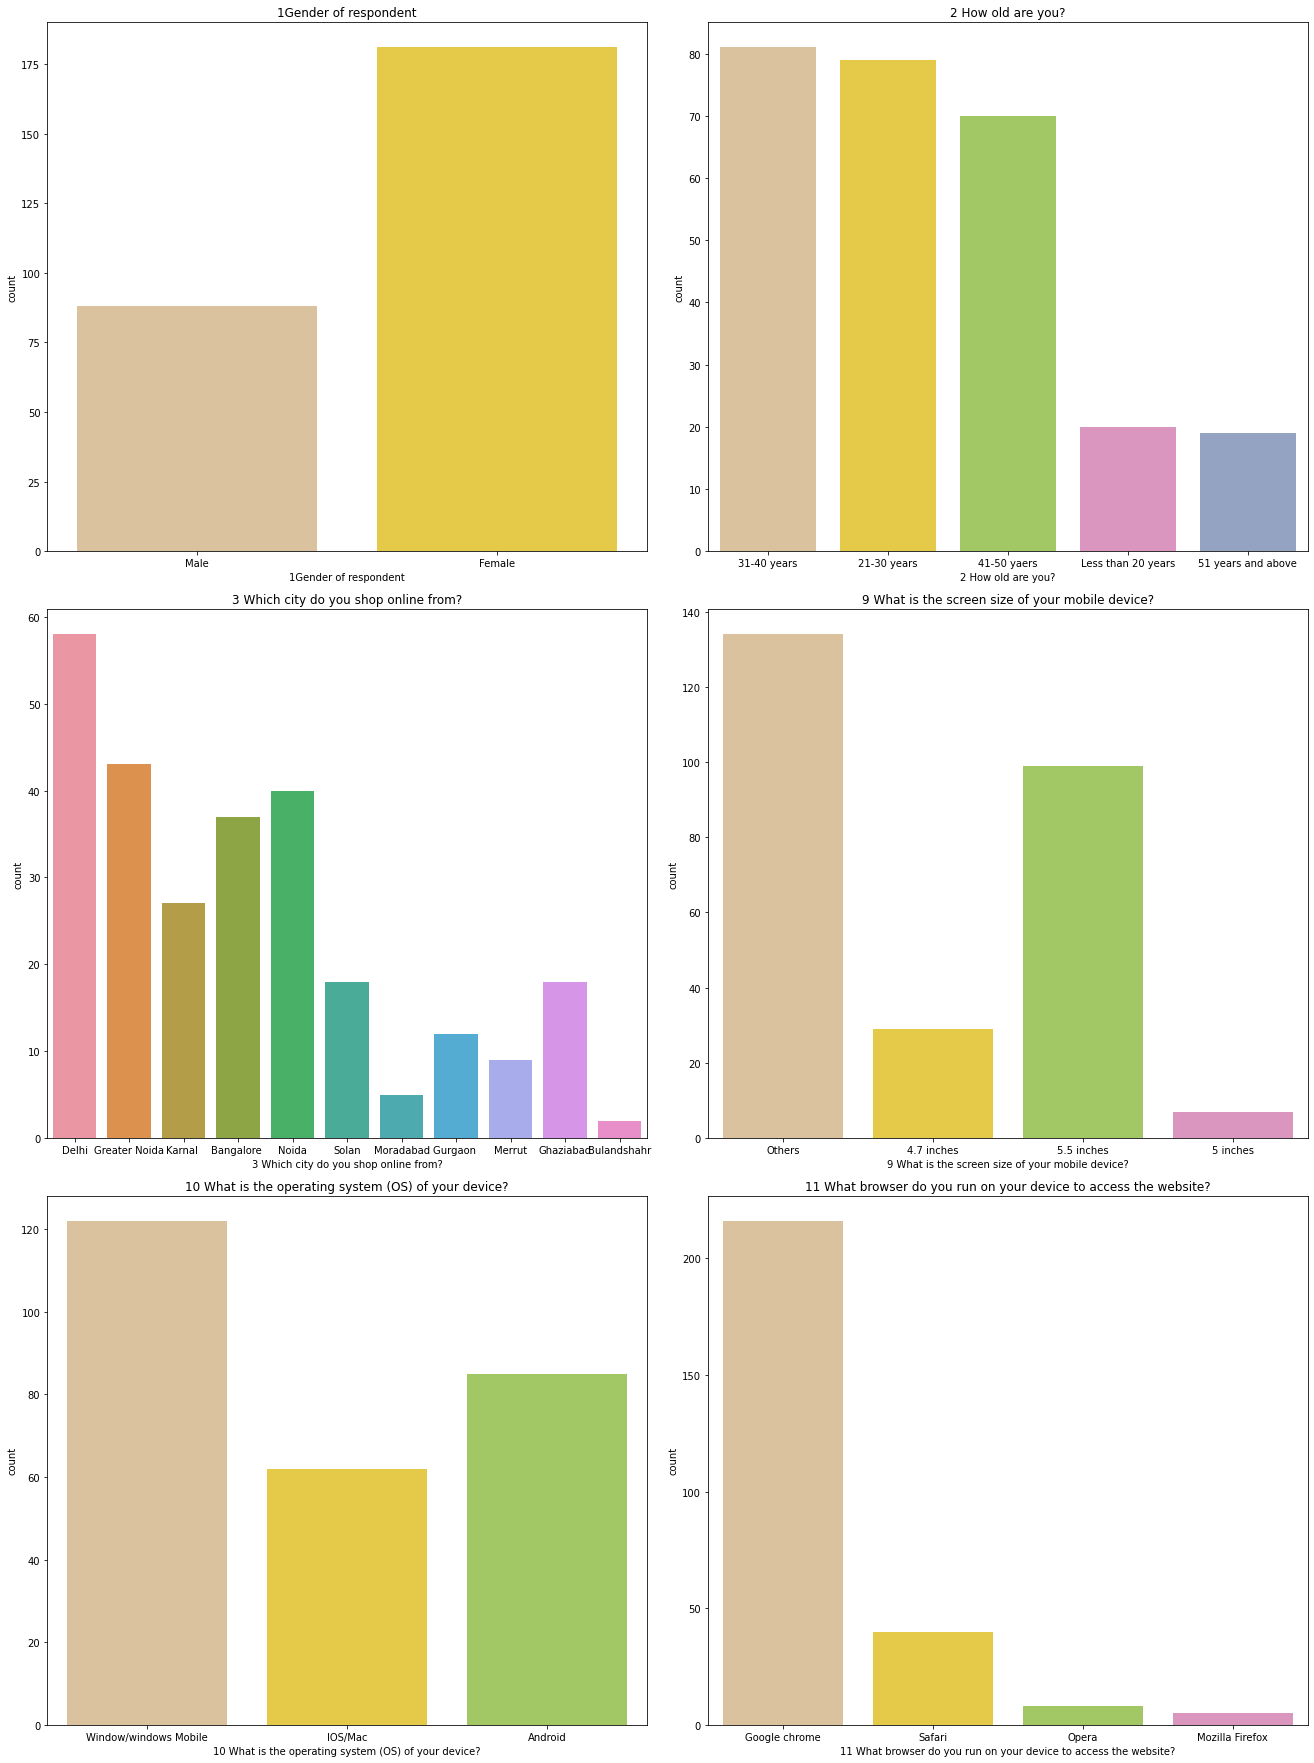 1Gender of respondent
175
150
125
100
75
50
25
0
count
Male Female
1Gender of respondent
2 How old are you?
80
70
60
50
40
30
20
10
0
count
31-40 years 21-30 years 41-50 yaers Less than 20 years 51 years and above
2 How old are you?
3 Which city do you shop online from?
60
50
40
30
20
10
0
count
Delhi Greater Noida Karnal Bangalore Noida Solan Moradabad Gurgaon Merrut Ghaziabad Bulandshahr
3 Which city do you shop online from?
9 What is the screen size of your mobile device?
140
120
100
80
60
40
20
0
count
Others 4.7 inches 5.5 inches 5 inches
9 What is the screen size of your mobile device?
10 What is the operating system (OS) of your device?
120
100
80
60
40
20
0
count
Window/windows Mobile IOS/Mac Android
10 What is the operating system (OS) of your device?
11 What browser do you run on your device to access the website?
200
150
100
50
0
count
Google chrome Safari Opera Mozilla Firefox
11 What browser do you run on your device to access the website?